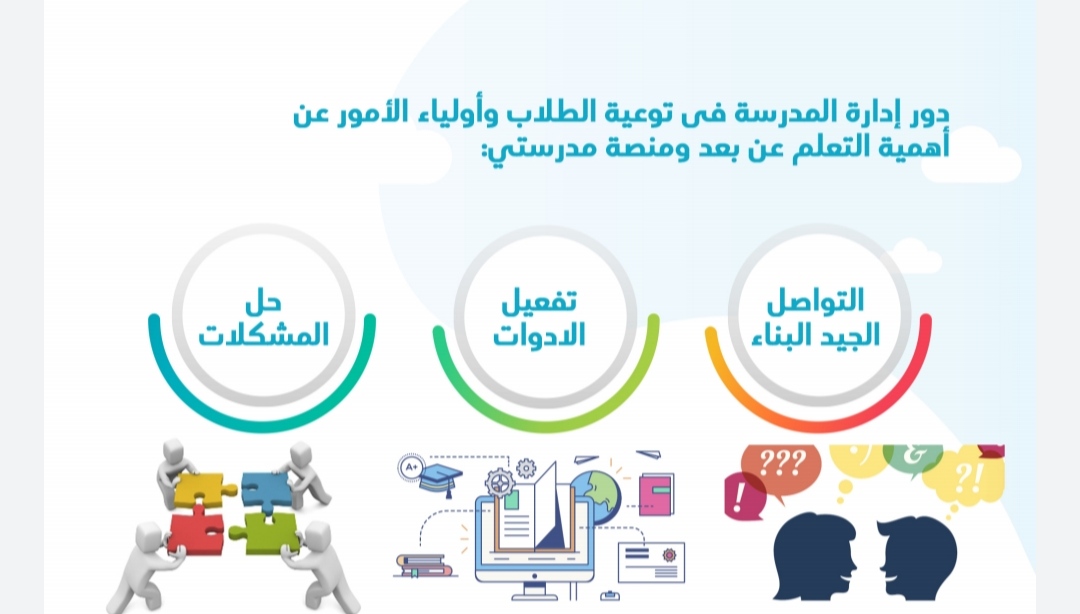 دور إدارة المدرسة فى توعية الطلاب وأولياء الأمور عن
أهمية التعلم عن بعد ومنصة مدرستي:
التواصل
الجيد البناء
تفعيل
الادوات
حل
المشكلات
A+
???
!
:)
&
?!